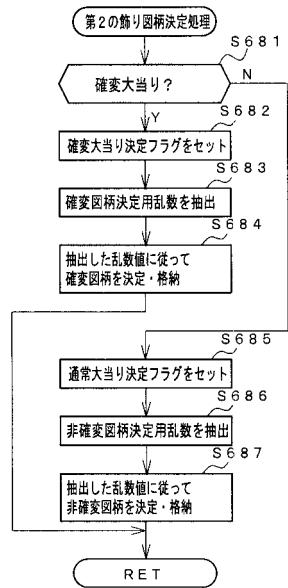 第2の飾り図柄決定処理
S681
確変大当り?
N
Y
S682
確変大当り決定フラグをセット
S683
確変図柄決定用乱数を抽出
S684
抽出した乱数値に従って
確変図柄を決定・格納
S685
通常大当り決定フラグをセット
S686
非確変図柄決定用乱数を抽出
S687
抽出した乱数値に従って
非確変図柄を決定・格納
RET